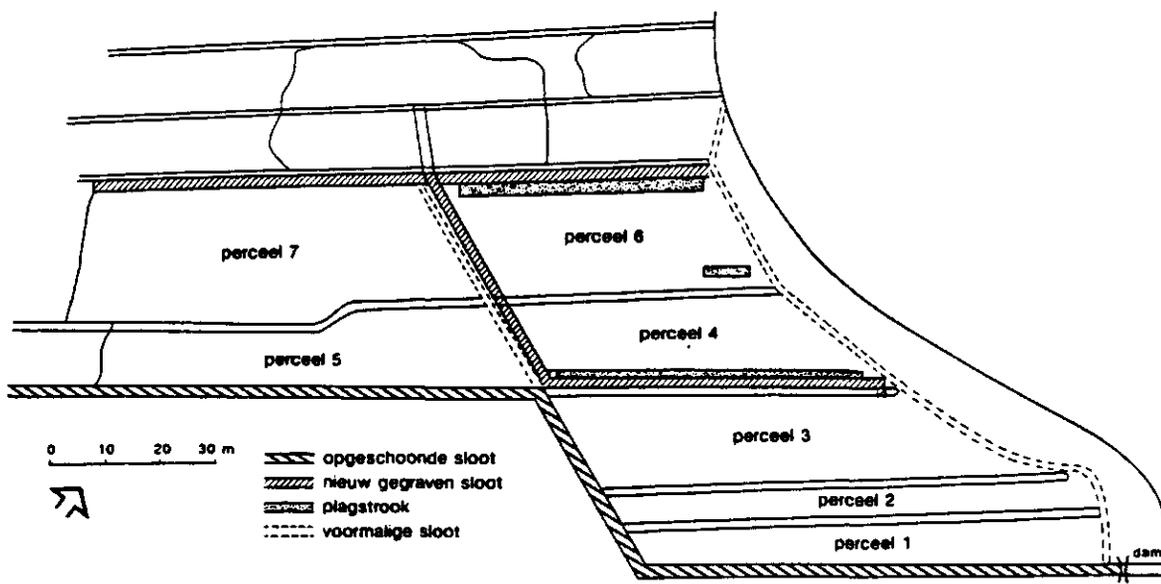 perceel 6
perceel 7
perceel 4
perceel 5
perceel 3
perceel 2
perceel 1
dam
0 10 20 30 m
opgeschoonde sloot
nieuw gegraven sloot
plagstrook
voormalige sloot